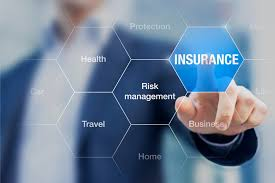 Protection
Health
INSURANCE
Car
Risk
management
Travel
Business
Home